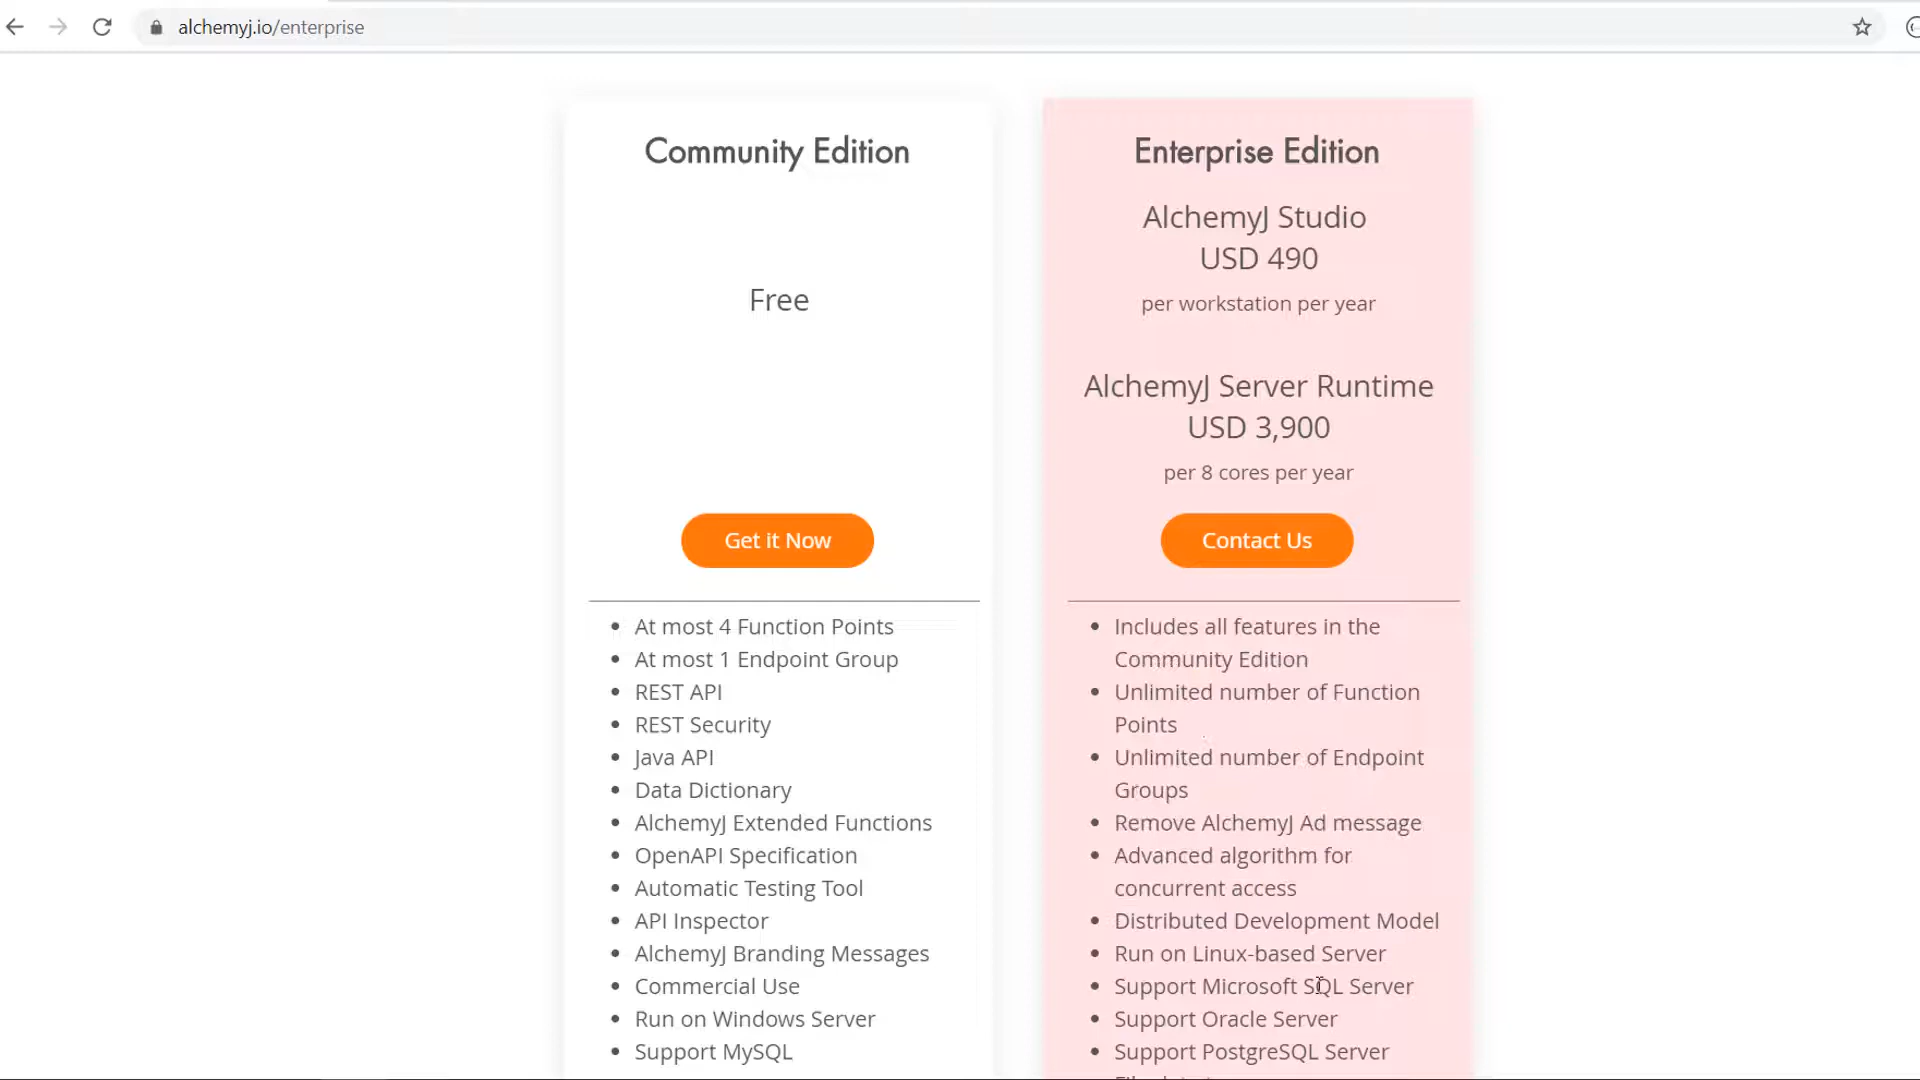 alchemyj.io/enterprise
Community Edition
Free
Get it Now
At most 4 Function Points
At most 1 Endpoint Group
REST API
REST Security
Java API
Data Dictionary
AlchemyJ Extended Functions
OpenAPI Specification
Automatic Testing Tool
API Inspector
AlchemyJ Branding Messages
Commercial Use
Run on Windows Server
Support MySQL
Enterprise Edition
AlchemyJ Studio
USD 490
per workstation per year
AlchemyJ Server Runtime
USD 3,900
per 8 cores per year
Contact Us
Includes all features in the
Community Edition
Unlimited number of Function
Points
Unlimited number of Endpoint
Groups
Remove AlchemyJ Ad message
Advanced algorithm for
concurrent access
Distributed Development Model
Run on Linux-based Server
Support Microsoft SQL Server
Support Oracle Server
Support PostgreSQL Server